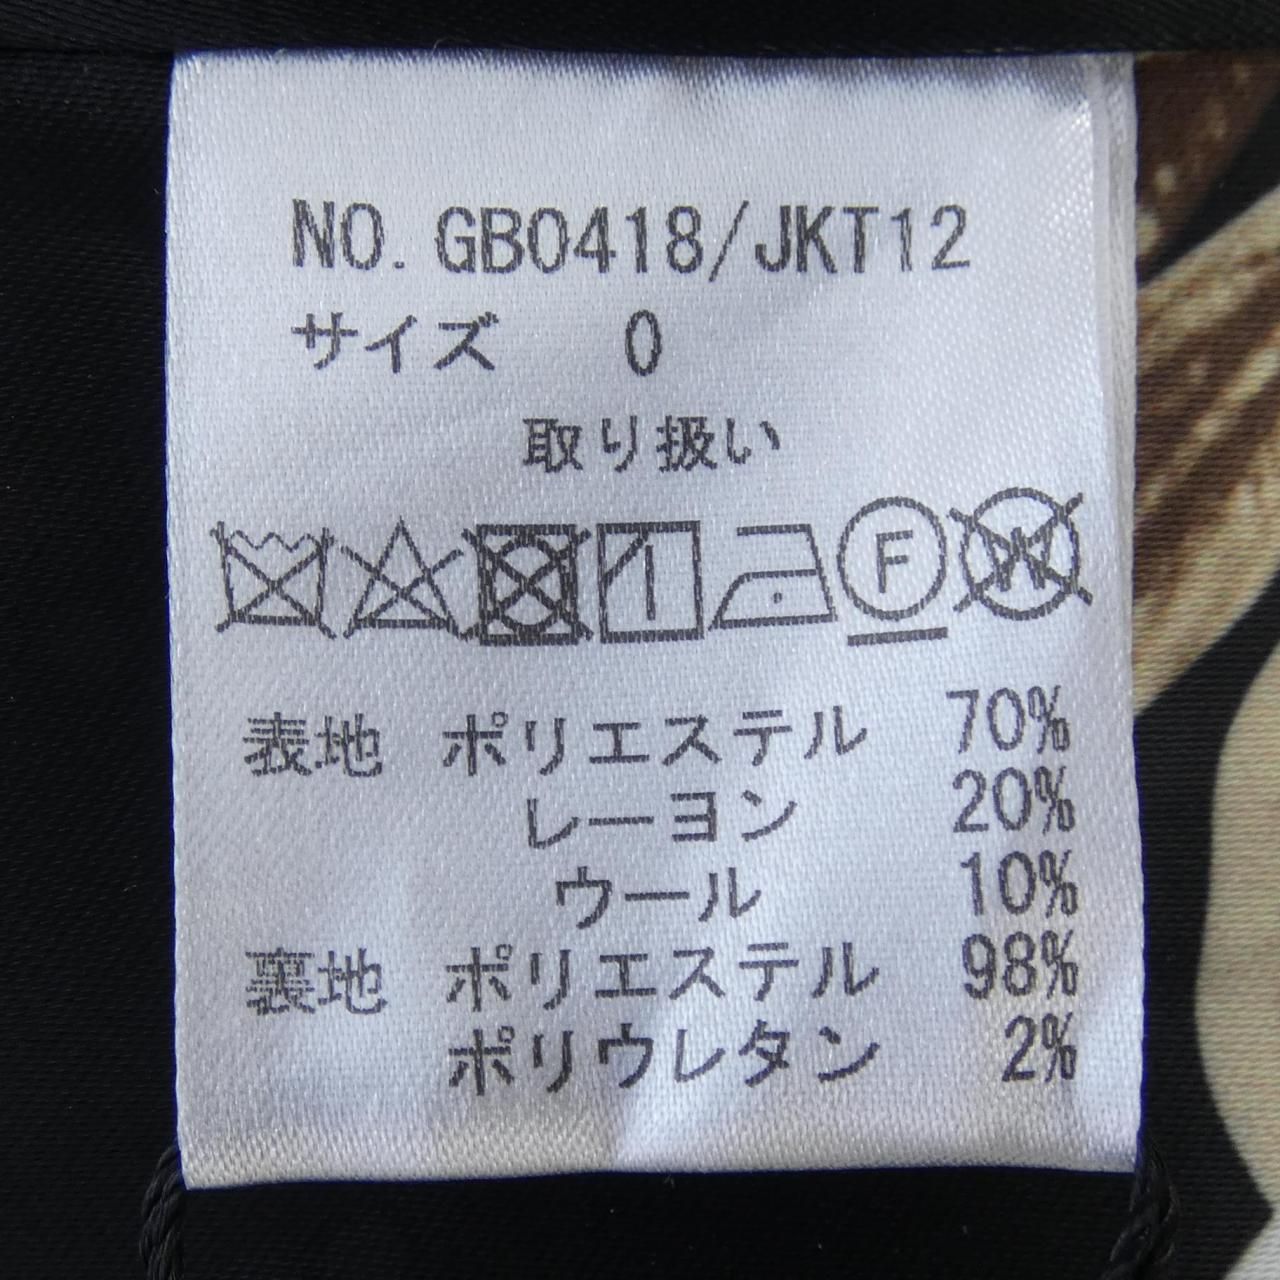 NO. GB0418/JKT12
サイズ 0
取り扱い
F W
表地 ポリエステル 70%
レーヨン 20%
ウール 10%
裏地 ポリエステル 98%
ポリウレタン 2%